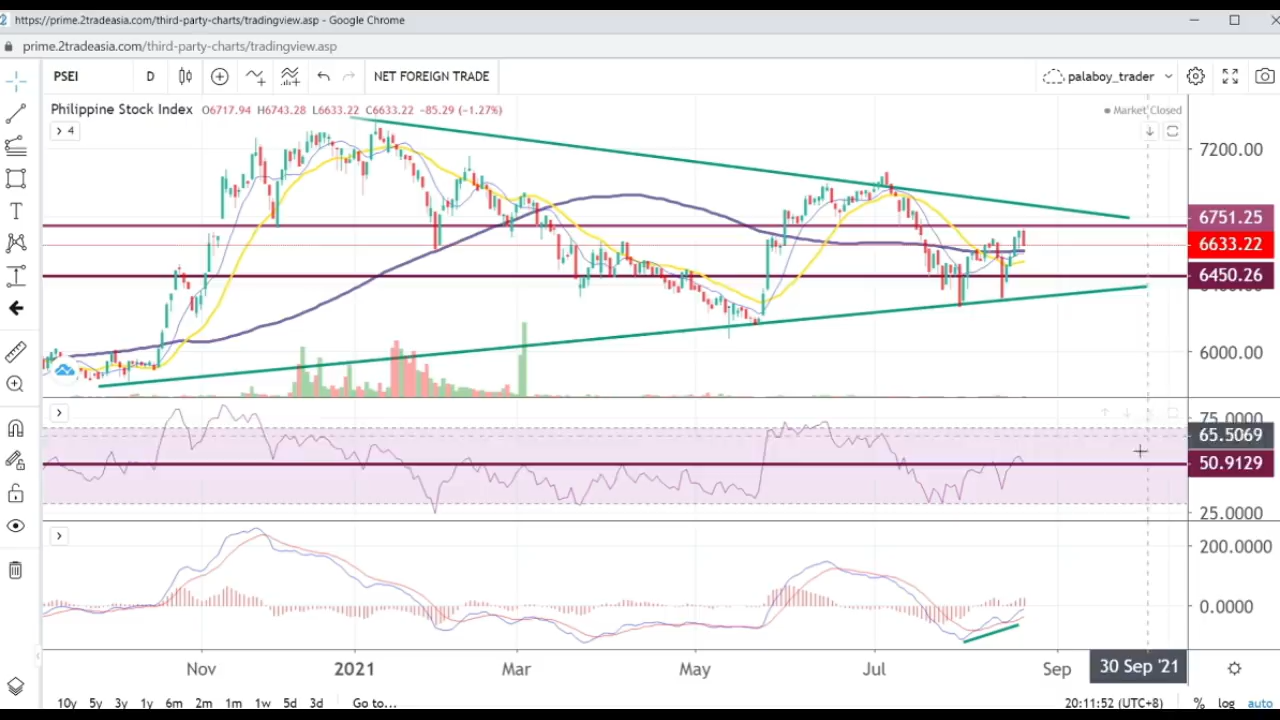 https://prime.2tradeasia.com/third-party-charts/tradingview.asp - Google Chrome
prime.2tradeasia.com/third-party-charts/tradingview.asp
PSEI D NET FOREIGN TRADE palaboy_trader
Philippine Stock Index O6717.94 H6743.28 L6633.22 C6633.22 −85.29 (−1.27%) Market Closed
4
7200.00
6751.25
6633.22
6450.26
6000.00
75.0000
65.5069
50.9129
25.0000
200.0000
0.0000
Nov 2021 Mar May Jul Sep 30 Sep '21
10y 5y 3y 1y 6m 2m 1m 1w 5d 3d Go to... 20:11:52 (UTC+8) % log auto